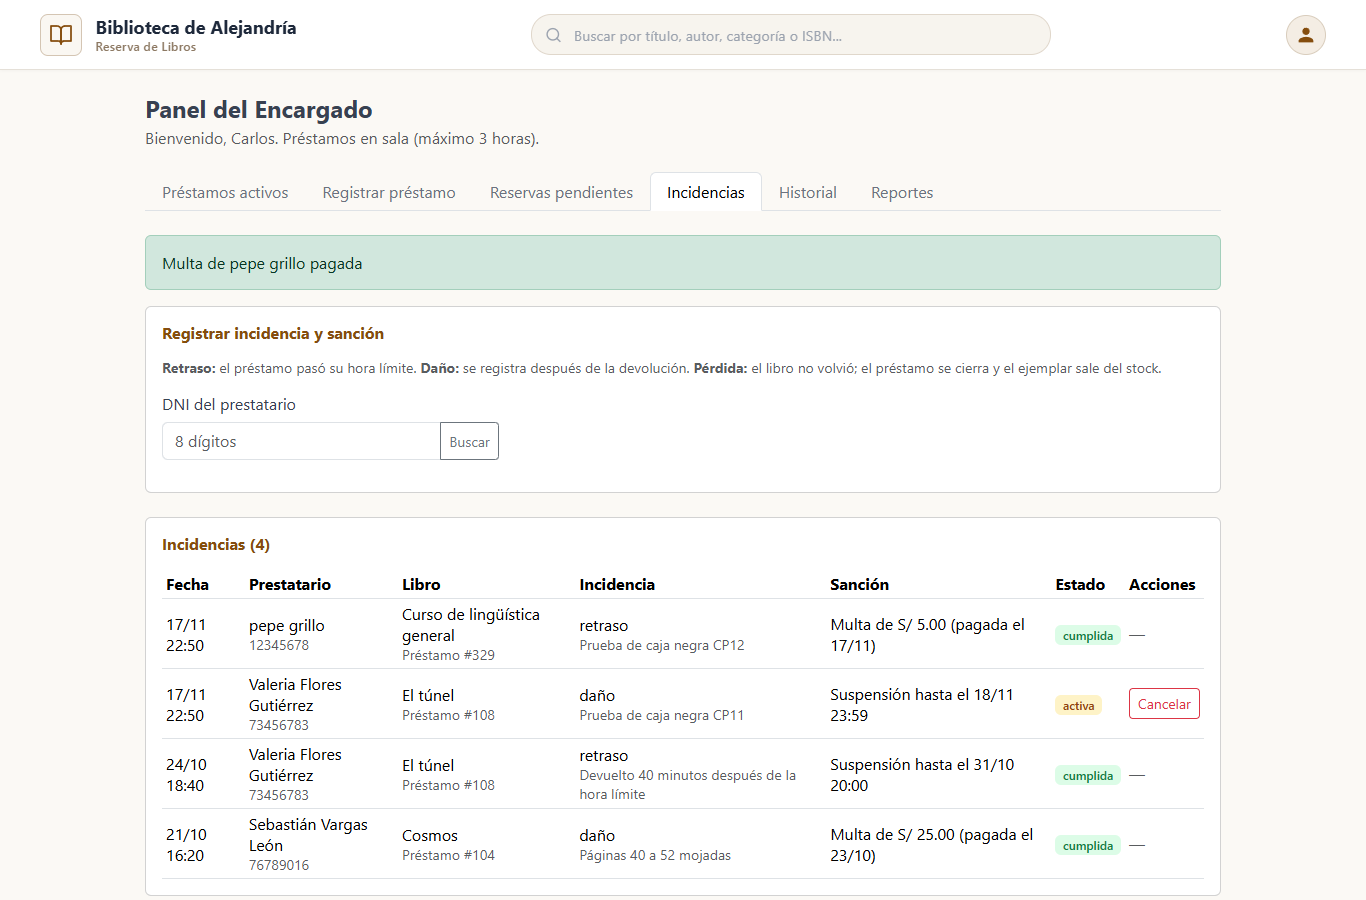 Biblioteca de Alejandría
Reserva de Libros
Buscar por título, autor, categoría o ISBN...
Panel del Encargado
Bienvenido, Carlos. Préstamos en sala (máximo 3 horas).
Préstamos activos Registrar préstamo Reservas pendientes Incidencias Historial Reportes
Multa de pepe grillo pagada
Registrar incidencia y sanción
Retraso: el préstamo pasó su hora límite. Daño: se registra después de la devolución. Pérdida: el libro no volvió; el préstamo se cierra y el ejemplar sale del stock.
DNI del prestatario
8 dígitos Buscar
Incidencias (4)
Fecha Prestatario Libro Incidencia Sanción Estado Acciones
17/11
22:50
pepe grillo
12345678
Curso de lingüística
general
Préstamo #329
retraso
Prueba de caja negra CP12
Multa de S/ 5.00 (pagada el
17/11)
cumplida —
17/11
22:50
Valeria Flores
Gutiérrez
73456783
El túnel
Préstamo #108
daño
Prueba de caja negra CP11
Suspensión hasta el 18/11
23:59
activa Cancelar
24/10
18:40
Valeria Flores
Gutiérrez
73456783
El túnel
Préstamo #108
retraso
Devuelto 40 minutos después de la
hora límite
Suspensión hasta el 31/10
20:00
cumplida —
21/10
16:20
Sebastián Vargas
León
76789016
Cosmos
Préstamo #104
daño
Páginas 40 a 52 mojadas
Multa de S/ 25.00 (pagada el
23/10)
cumplida —